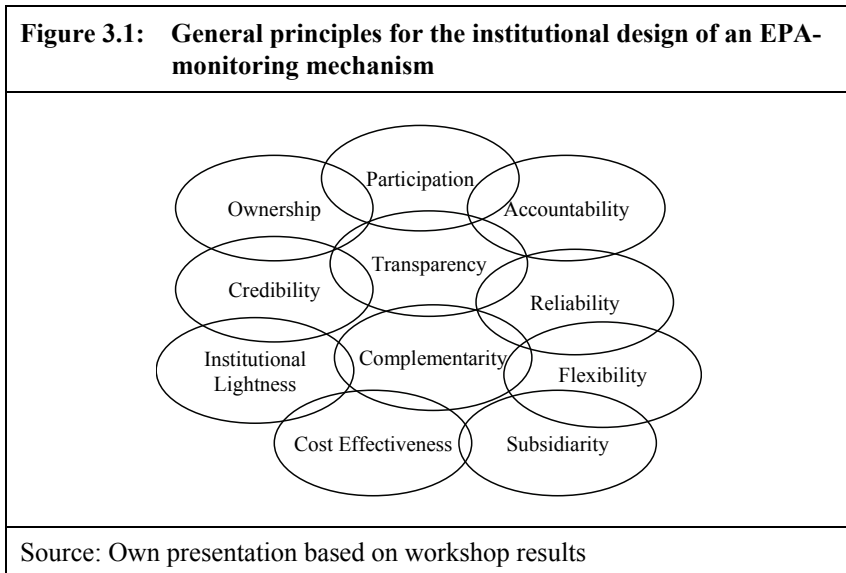 Figure 3.1: General principles for the institutional design of an EPA-
monitoring mechanism
Participation
Ownership
Accountability
Transparency
Credibility
Reliability
Institutional
Lightness
Complementarity
Flexibility
Cost Effectiveness
Subsidiarity
Source: Own presentation based on workshop results